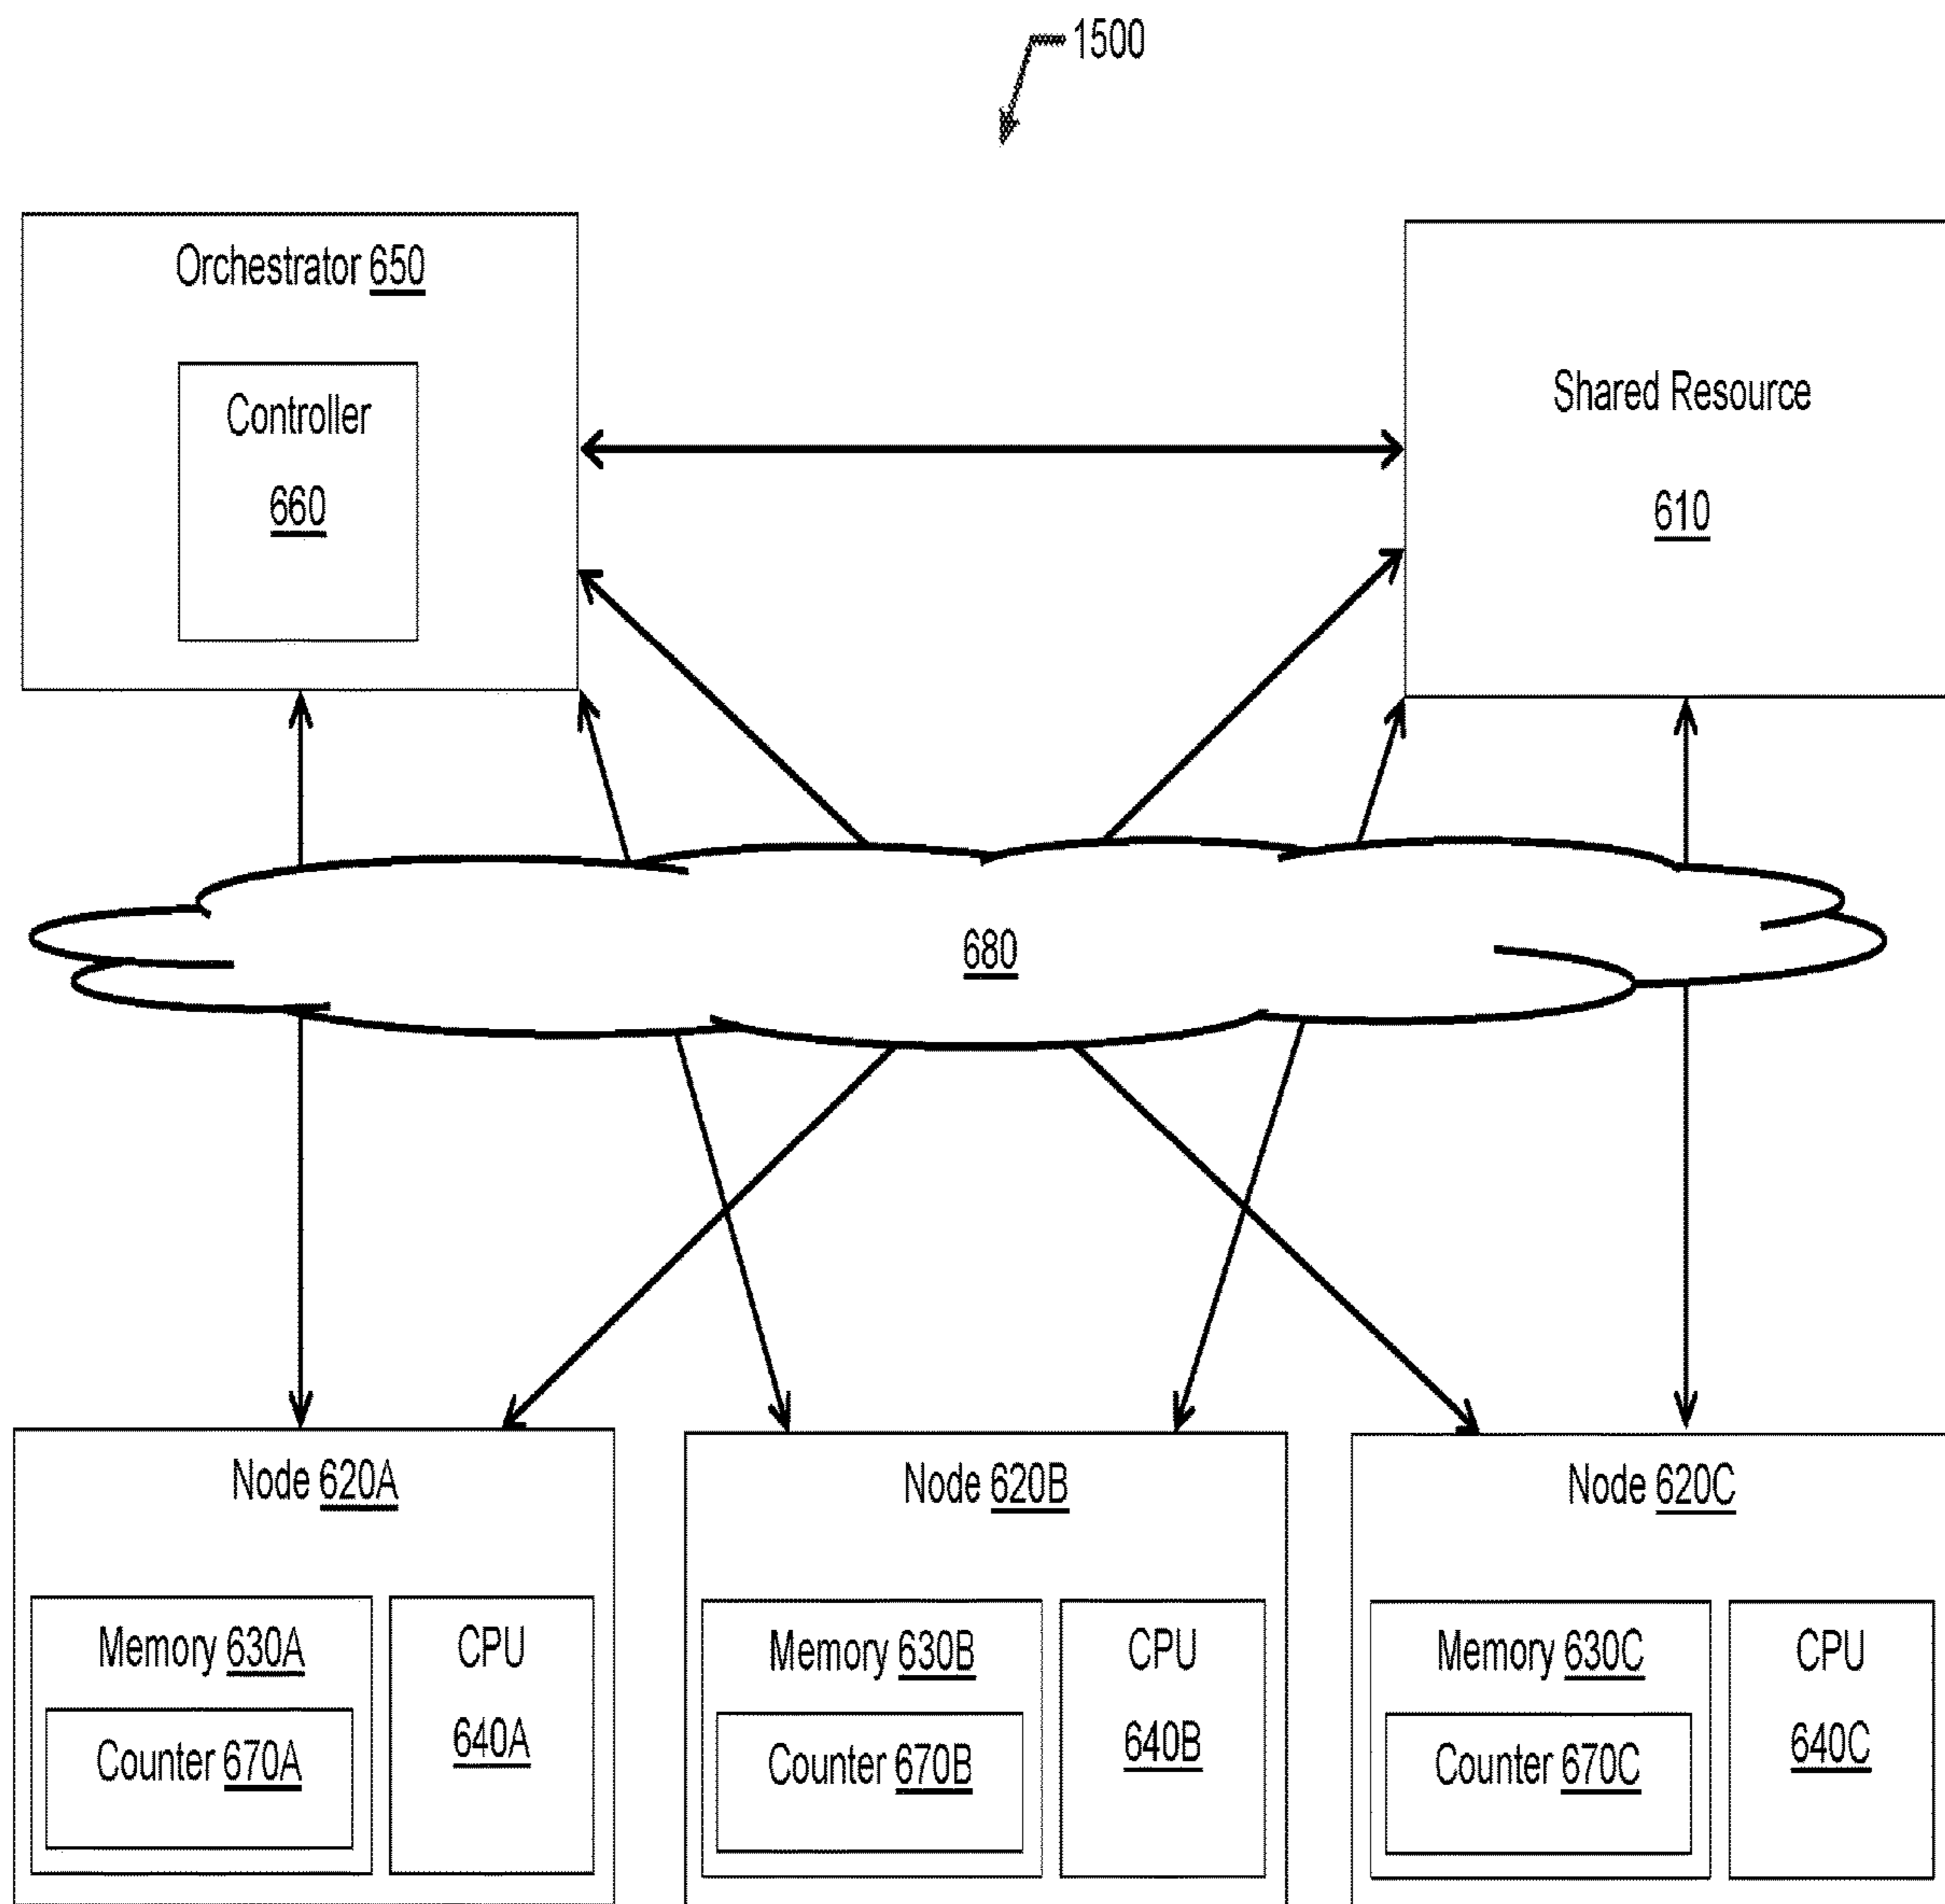 1500
Orchestrator 650
Controller
660
Shared Resource
610
680
Node 620A
Memory 630A
Counter 670A
CPU
640A
Node 620B
Memory 630B
Counter 670B
CPU
640B
Node 620C
Memory 630C
Counter 670C
CPU
640C